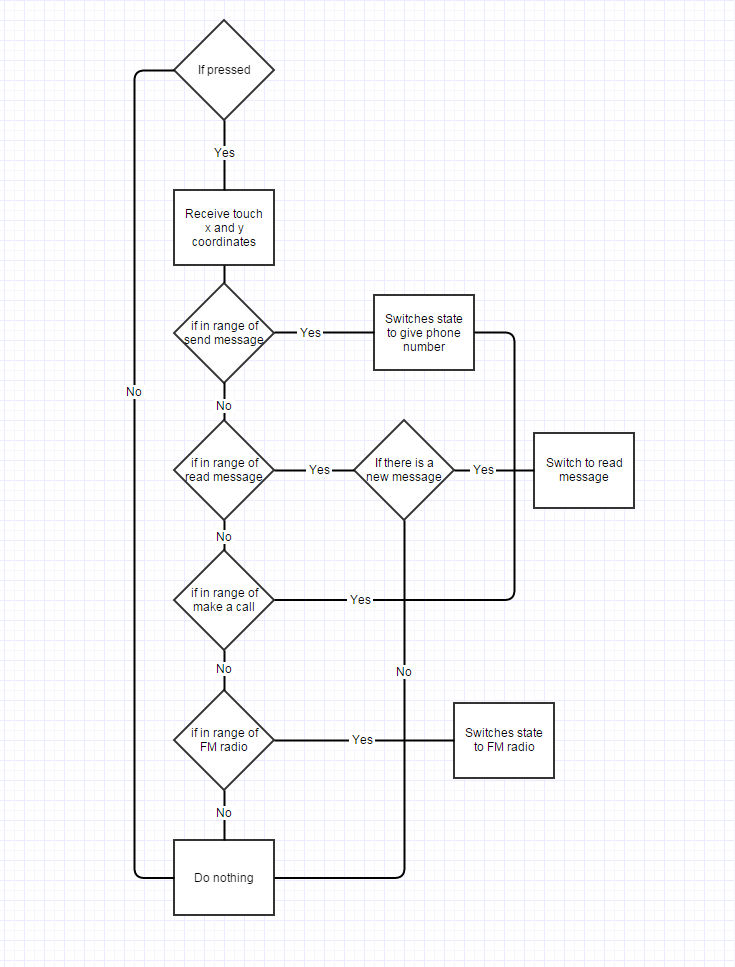 If pressed
Yes
Receive touch
x and y
coordinates
if in range of
send message
Yes
Switches state
to give phone
number
No
No
if in range of
read message
Yes
If there is a
new message
Yes
Switch to read
message
No
if in range of
make a call
Yes
No
No
if in range of
FM radio
Yes
Switches state
to FM radio
No
Do nothing